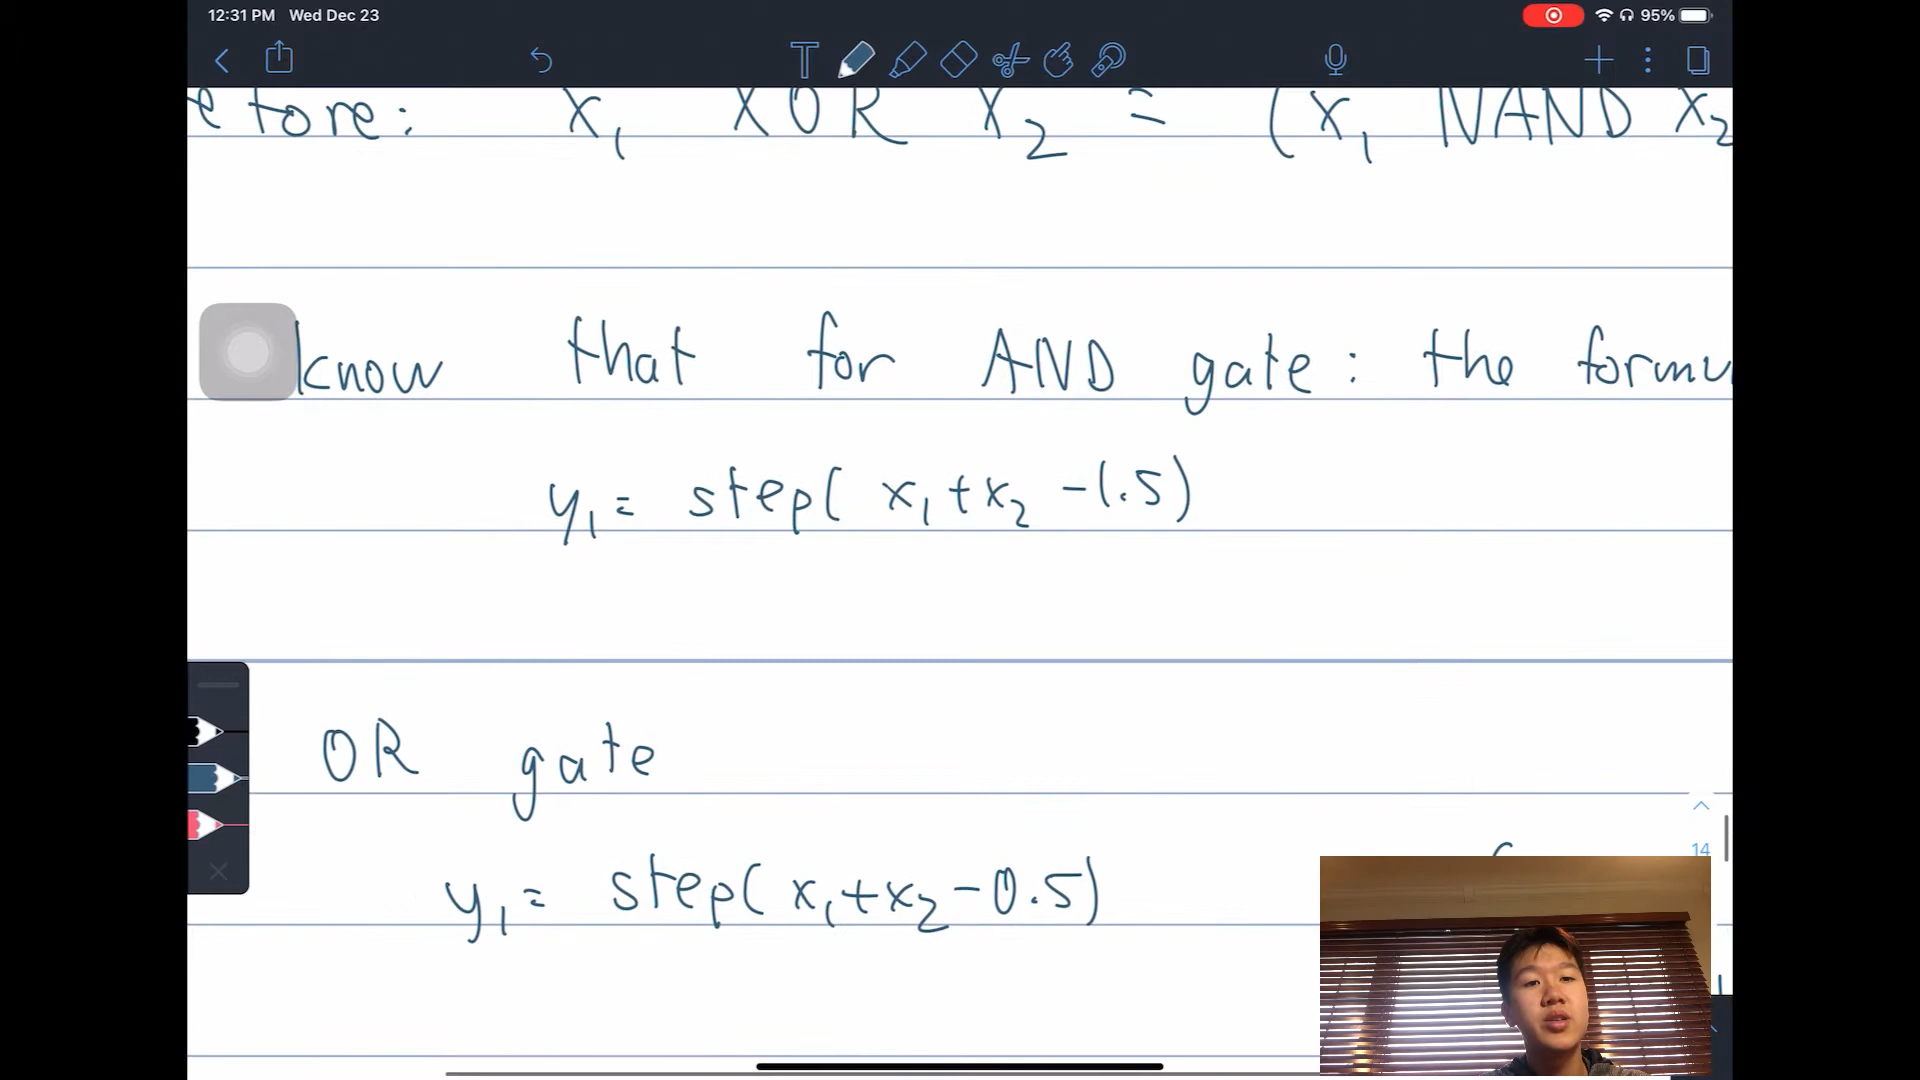 12:31 PM Wed Dec 23
95%
T
e fore: x₁ XOR x₂ = (x₁ NAND x₂
know that for AND gate: the formu
y₁ = step( x₁ + x₂ - 1.5)
OR gate
y₁ = step( x₁ + x₂ - 0.5)
14